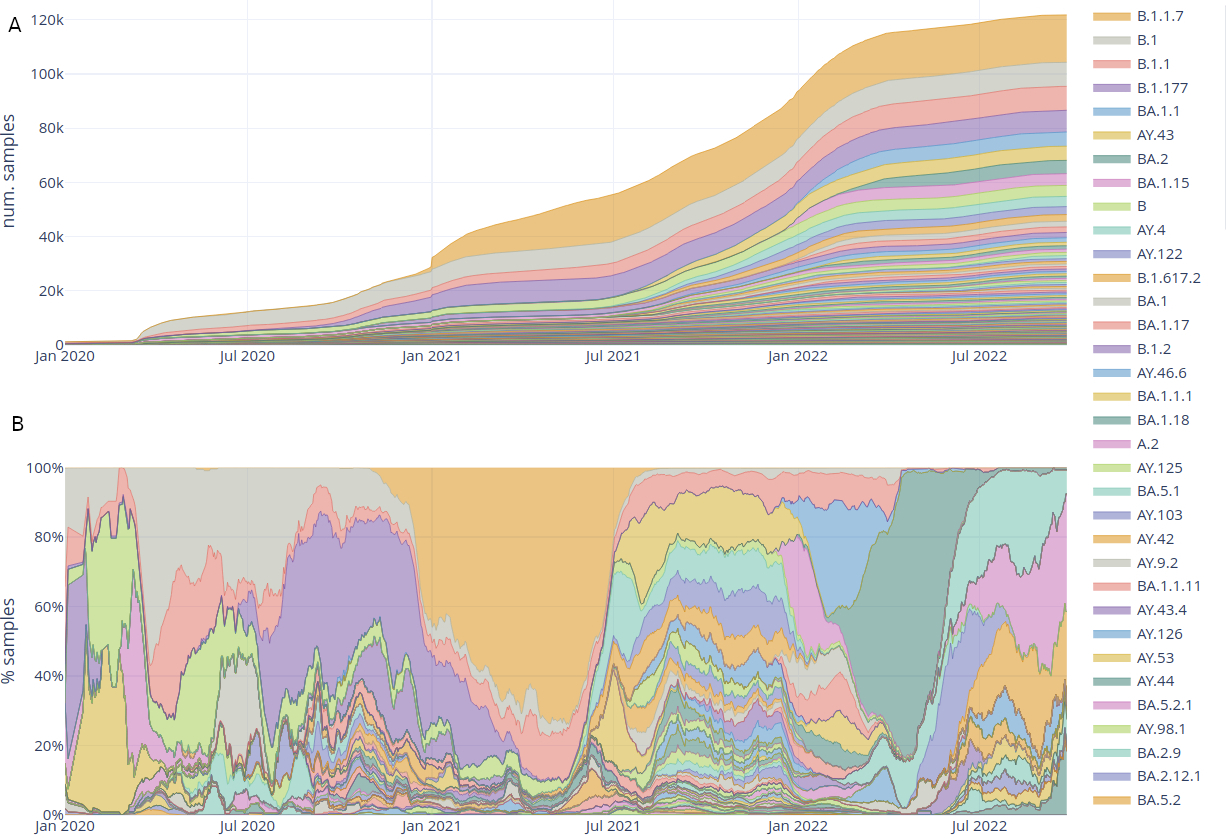 A
120k
100k
80k
60k
40k
20k
0
num. samples
Jan 2020 Jul 2020 Jan 2021 Jul 2021 Jan 2022 Jul 2022
B
100%
80%
60%
40%
20%
0%
% samples
Jan 2020 Jul 2020 Jan 2021 Jul 2021 Jan 2022 Jul 2022
B.1.1.7
B.1
B.1.1
B.1.177
BA.1.1
AY.43
BA.2
BA.1.15
B
AY.4
AY.122
B.1.617.2
BA.1
BA.1.17
B.1.2
AY.46.6
BA.1.1.1
BA.1.18
A.2
AY.125
BA.5.1
AY.103
AY.42
AY.9.2
BA.1.1.11
AY.43.4
AY.126
AY.53
AY.44
BA.5.2.1
AY.98.1
BA.2.9
BA.2.12.1
BA.5.2